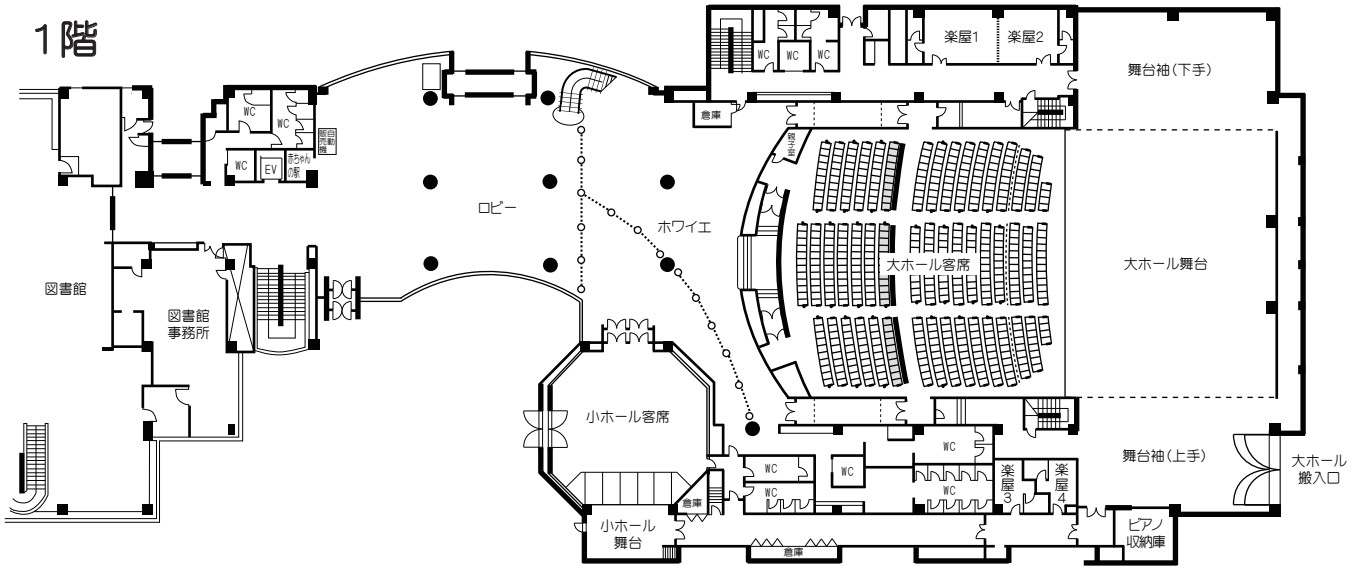 1階
WC
WC
WC
楽屋1
楽屋2
舞台袖(下手)
倉庫
WC
WC
自動
販売機
WC
EV
赤ちゃん
の駅
親子室
ロビー
ホワイエ
大ホール客席
大ホール舞台
図書館
図書館
事務所
小ホール客席
WC
WC
WC
WC
WC
倉庫
楽屋3
楽屋4
舞台袖(上手)
大ホール
搬入口
小ホール
舞台
倉庫
ピアノ
収納庫